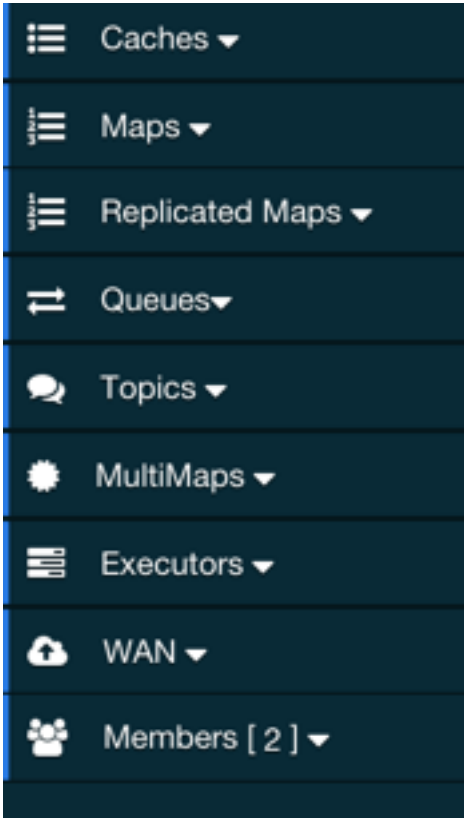 Caches
Maps
Replicated Maps
Queues
Topics
MultiMaps
Executors
WAN
Members [ 2 ]